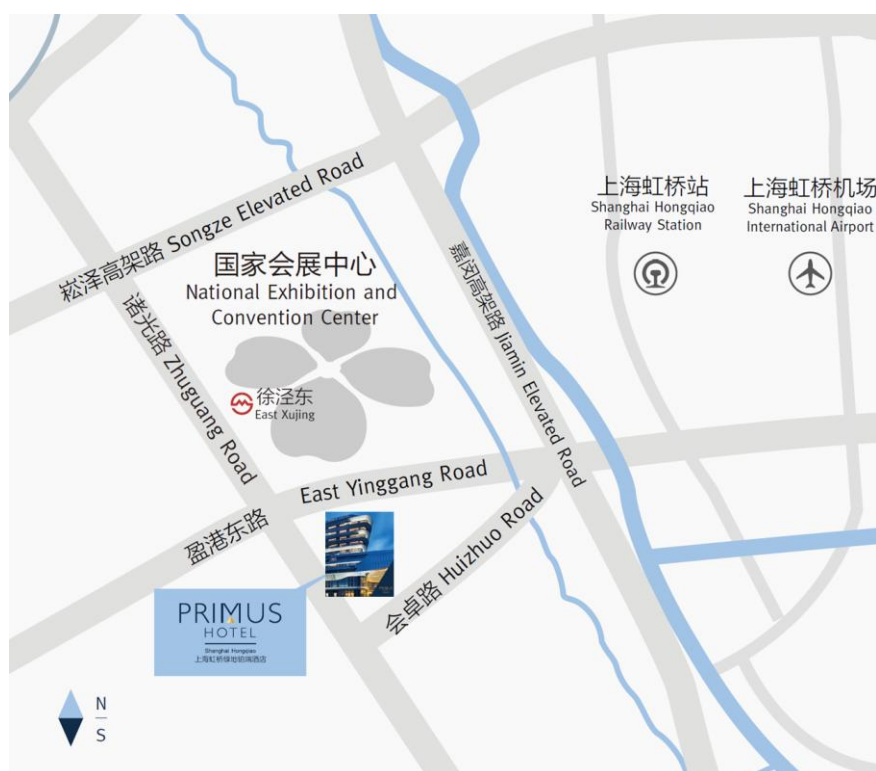 崧泽高架路 Songze Elevated Road
上海虹桥站
Shanghai Hongqiao
Railway Station
上海虹桥机场
Shanghai Hongqiao
International Airport
国家会展中心
National Exhibition and
Convention Center
诸光路 Zhuguang Road
嘉闵高架路 Jiamin Elevated Road
徐泾东
East Xujing
盈港东路
East Yinggang Road
会卓路 Huizhuo Road
PRIMUS
HOTEL
Shanghai Hongqiao
上海虹桥绿地铂瑞酒店
N
S